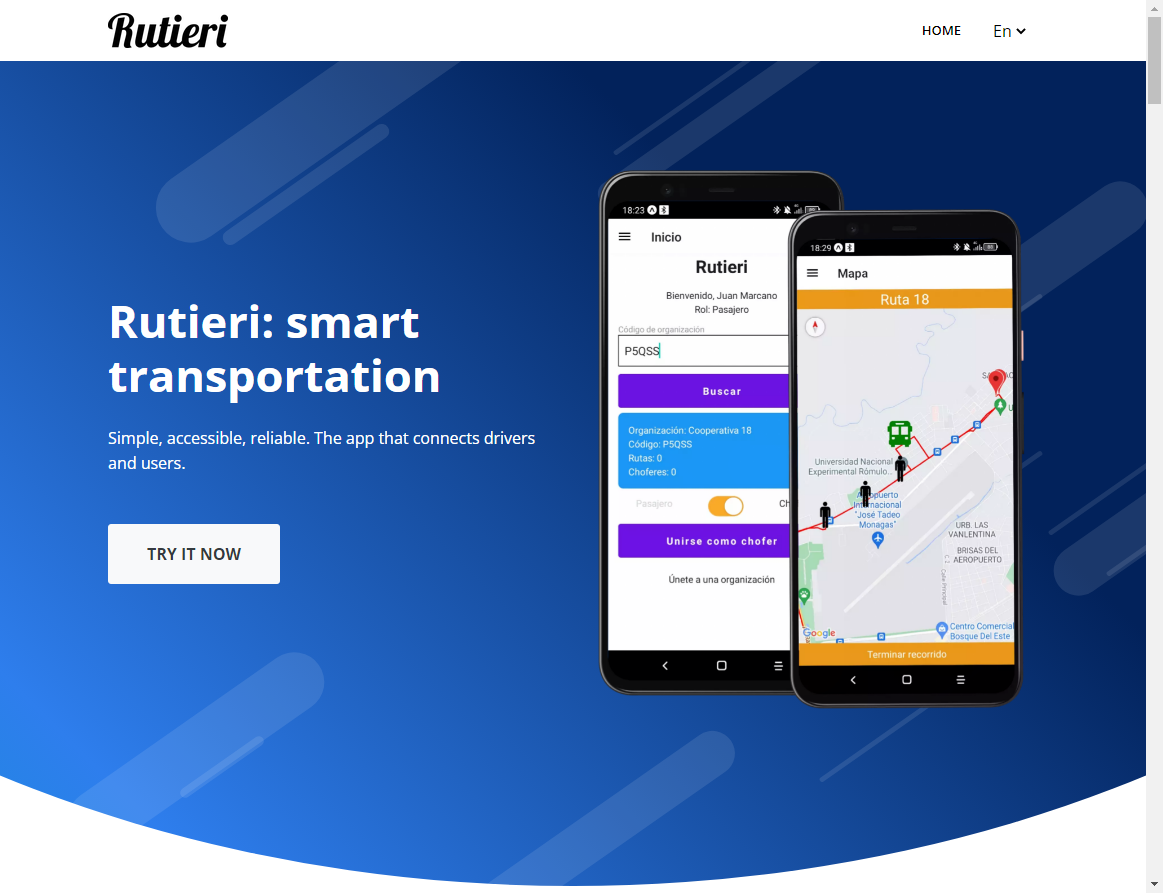 Rutieri
HOME
En
Rutieri: smart
transportation
Simple, accessible, reliable. The app that connects drivers
and users.
TRY IT NOW
18:23
Inicio
Rutieri
Bienvenido, Juan Marcano
Rol: Pasajero
Código de organización
P5QSS
Buscar
Organización: Cooperativa 18
Código: P5QSS
Rutas: 0
Choferes: 0
Pasajero
Ch
Unirse como chofer
Únete a una organización
18:29
Mapa
Ruta 18
Universidad Nacional
Experimental Rómulo...
Aeropuerto
Internacional
"José Tadeo
Monagas"
URB. LAS
VANLENTINA
BRISAS DEL
AEROPUERTO
Centro Comercial
Bosque Del Este
Google
Terminar recorrido